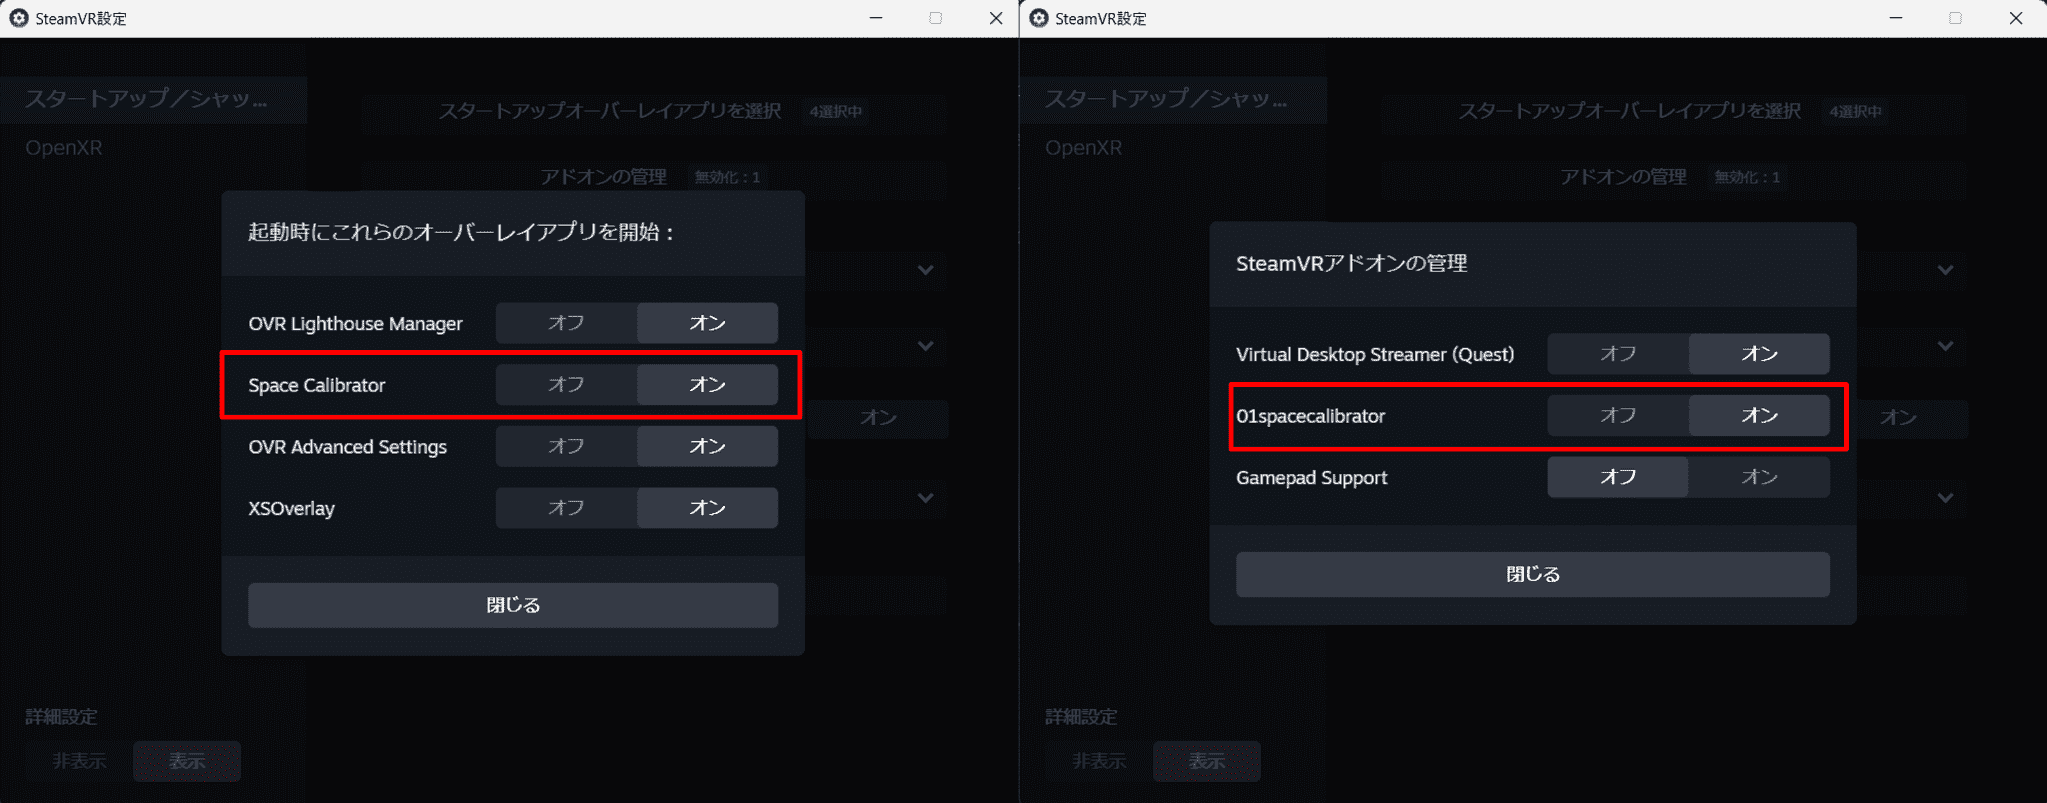 SteamVR設定
スタートアップ／シャッ...
OpenXR
スタートアップオーバーレイアプリを選択 4選択中
アドオンの管理 無効化：1
起動時にこれらのオーバーレイアプリを開始：
OVR Lighthouse Manager オフ オン
Space Calibrator オフ オン
オン
OVR Advanced Settings オフ オン
XSOverlay オフ オン
閉じる
詳細設定
非表示 表示
SteamVR設定
スタートアップ／シャッ...
OpenXR
スタートアップオーバーレイアプリを選択 4選択中
アドオンの管理 無効化：1
SteamVRアドオンの管理
Virtual Desktop Streamer (Quest) オフ オン
01spacecalibrator オフ オン
オン
Gamepad Support オフ オン
閉じる
詳細設定
非表示 表示